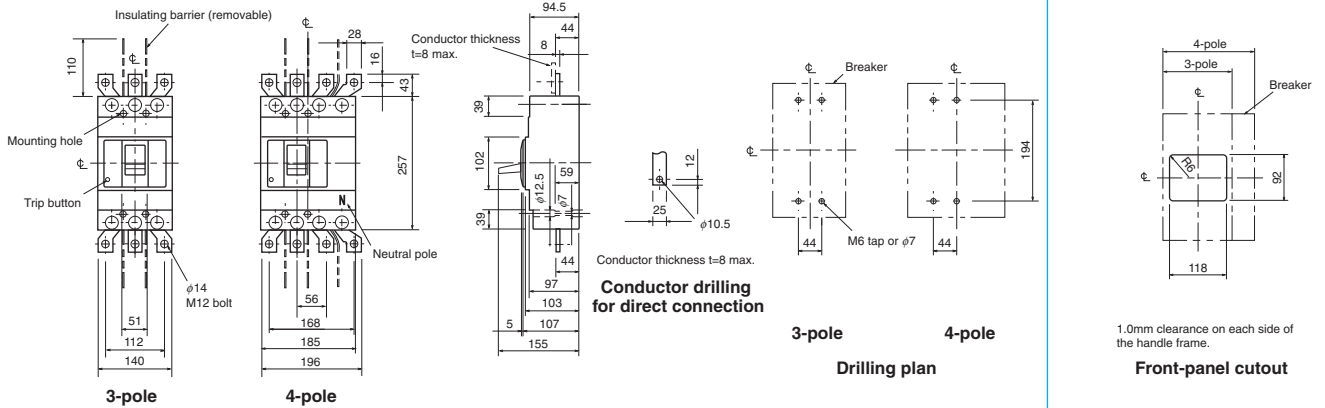 Insulating barrier (removable)
℄
110
28
16
43
Mounting hole
℄
257
Trip button
N
Neutral pole
ϕ14
M12 bolt
51
112
140
56
168
185
196
3-pole
4-pole
℄
94.5
44
8
Conductor thickness
t=8 max.
39
102
ϕ12.5
59
ϕ7
39
44
97
103
5
107
155
12
25
ϕ10.5
Conductor thickness t=8 max.
Conductor drilling
for direct connection
℄
Breaker
℄
℄
194
44
M6 tap or ϕ7
44
3-pole
4-pole
Drilling plan
4-pole
3-pole
℄
Breaker
℄
R6
92
118
1.0mm clearance on each side of
the handle frame.
Front-panel cutout